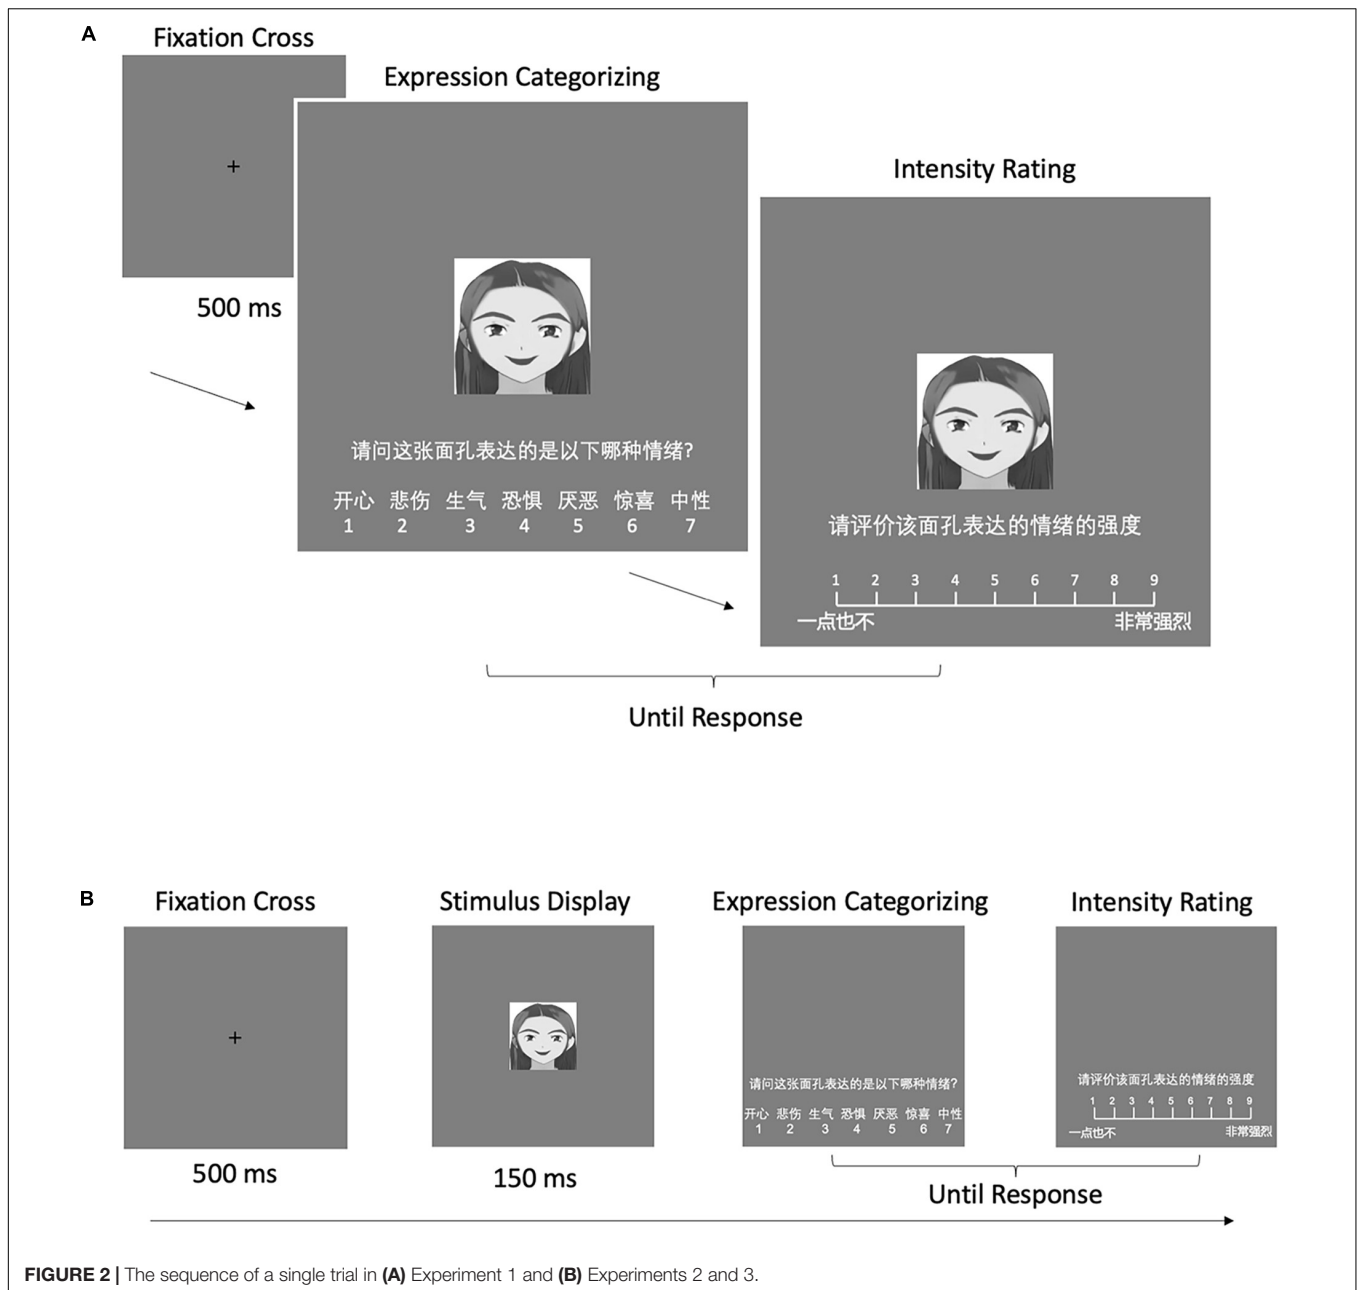 A
Fixation Cross
Expression Categorizing
Intensity Rating
+
500 ms
请问这张面孔表达的是以下哪种情绪?
开心 悲伤 生气 恐惧 厌恶 惊喜 中性
1 2 3 4 5 6 7
请评价该面孔表达的情绪的强度
1 2 3 4 5 6 7 8 9
一点也不 非常强烈
Until Response
B
Fixation Cross Stimulus Display Expression Categorizing Intensity Rating
+
请问这张面孔表达的是以下哪种情绪?
开心 悲伤 生气 恐惧 厌恶 惊喜 中性
1 2 3 4 5 6 7
请评价该面孔表达的情绪的强度
1 2 3 4 5 6 7 8 9
一点也不 非常强烈
500 ms 150 ms
Until Response
FIGURE 2 | The sequence of a single trial in (A) Experiment 1 and (B) Experiments 2 and 3.